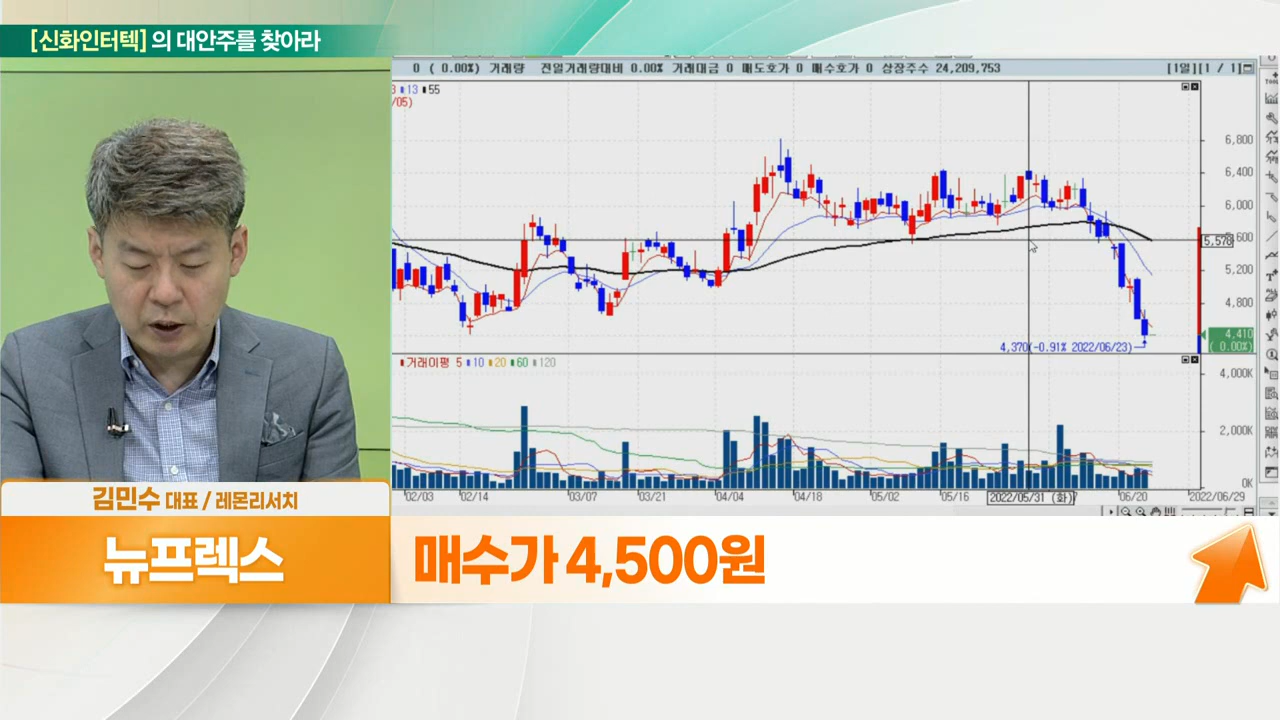 [신화인터텍]의 대안주를 찾아라
0 ( 0.00%) 거래량 전일거래량대비 0.00% 거래대금 0 매도호가 0 매수호가 0 상장주수 24,209,753 [1일][1 / 1]
3 13 55
/05)
6,800
6,400
6,000
5,578
5,200
4,800
4,410
( 0.00%)
4,370(-0.91% 2022/06/23)
거래이평 5 10 20 60 120
4,000K
2,000K
0K
02/03 02/14 03/07 03/21 04/04 04/18 05/02 05/16 2022/05/31 (화) 06/20 2022/06/29
김민수 대표 / 레몬리서치
뉴프렉스
매수가 4,500원